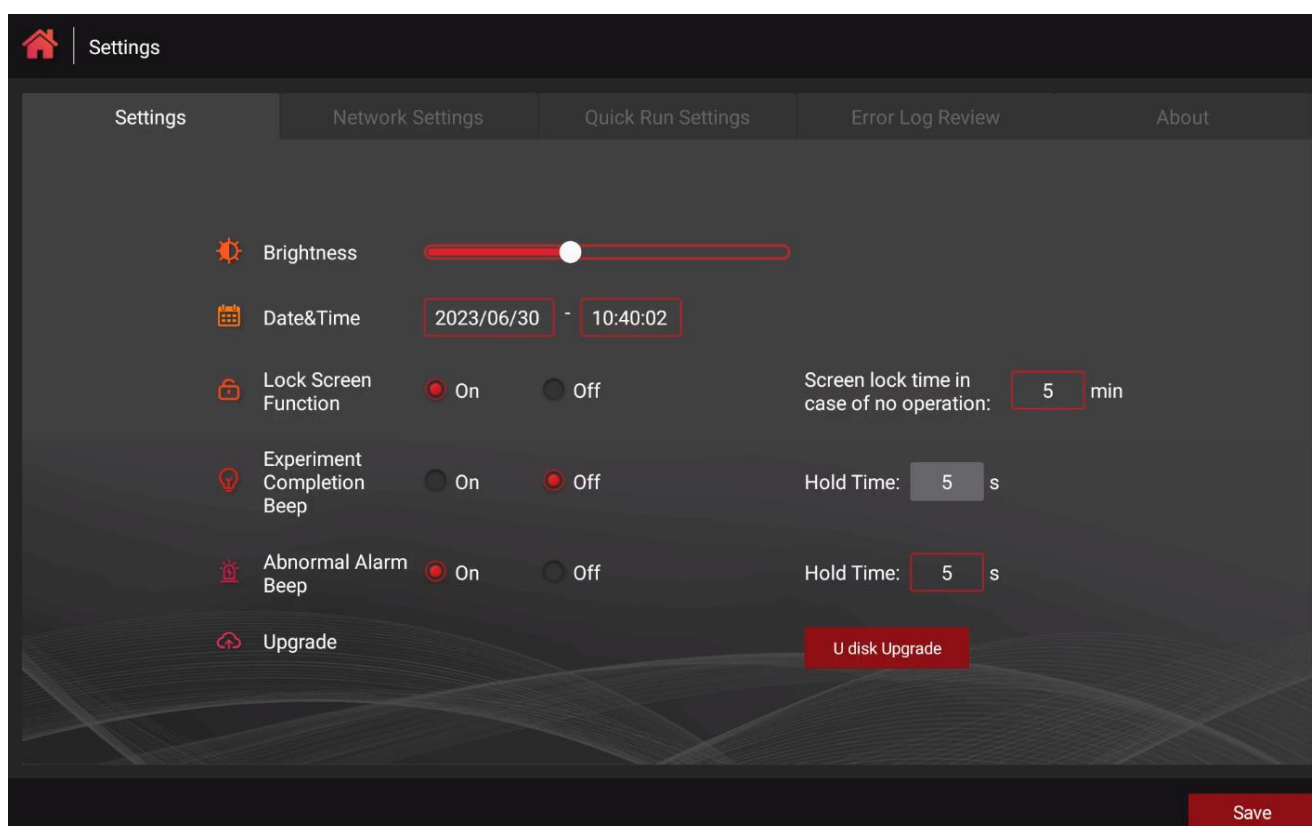 Settings
Settings
Network Settings
Quick Run Settings
Error Log Review
About
Brightness
Date&Time
2023/06/30 - 10:40:02
Lock Screen
Function
On
Off
Screen lock time in
case of no operation:
5 min
Experiment
Completion
Beep
On
Off
Hold Time: 5 s
Abnormal Alarm
Beep
On
Off
Hold Time: 5 s
Upgrade
U disk Upgrade
Save